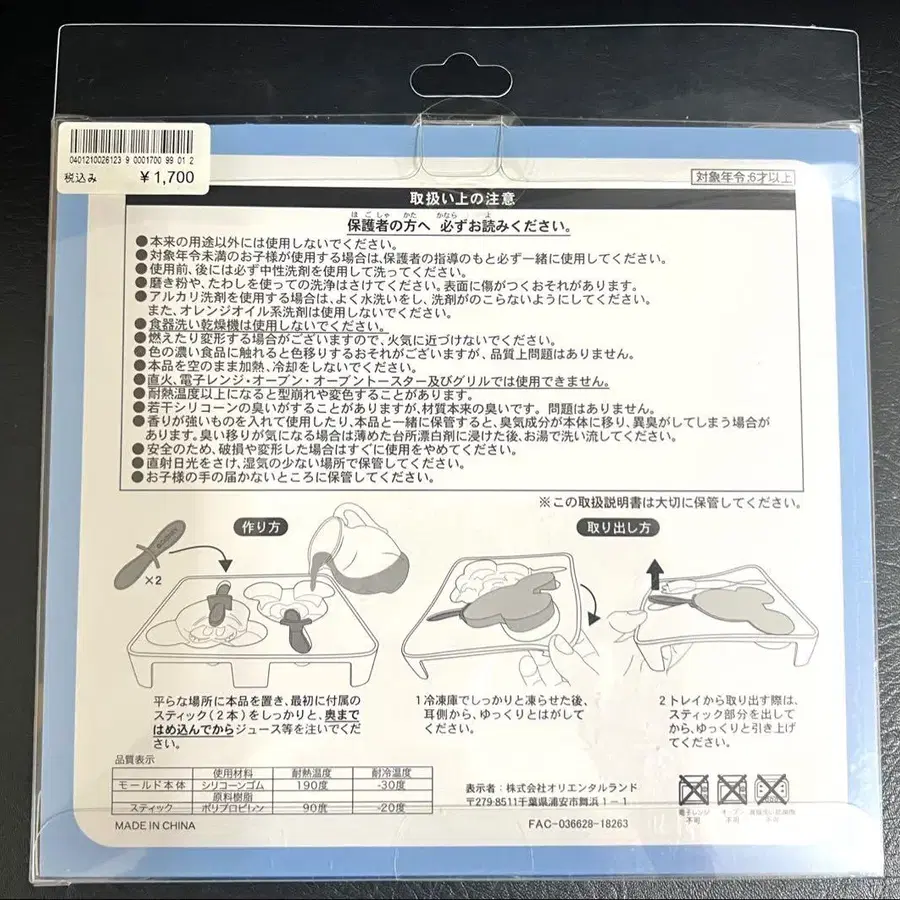 0401210026123 9 0001700 99 01 2
税込み ￥1,700
対象年令:6才以上
取扱い上の注意
ほごしゃ かた かなら よ
保護者の方へ 必ずお読みください。
●本来の用途以外には使用しないでください。
●対象年令未満のお子様が使用する場合は、保護者の指導のもと必ず一緒に使用してください。
●使用前、後には必ず中性洗剤を使用して洗ってください。
●磨き粉や、たわしを使っての洗浄はさけてください。表面に傷がつくおそれがあります。
●アルカリ洗剤を使用する場合は、よく水洗いをし、洗剤がのこらないようにしてください。
また、オレンジオイル系洗剤は使用しないでください。
●食器洗い乾燥機は使用しないでください。
●燃えたり変形する場合がございますので、火気に近づけないでください。
●色の濃い食品に触れると色移りするおそれがございますが、品質上問題はありません。
●本品を空のまま加熱、冷却をしないでください。
●直火、電子レンジ・オーブン・オーブントースター及びグリルでは使用できません。
●耐熱温度以上になると型崩れや変色することがあります。
●若干シリコーンの臭いがすることがありますが、材質本来の臭いです。問題はありません。
●香りが強いものを入れて使用したり、本品と一緒に保管すると、臭気成分が本体に移り、異臭がしてしまう場合が
あります。臭い移りが気になる場合は薄めた台所漂白剤に浸けた後、お湯で洗い流してください。
●安全のため、破損や変形した場合はすぐに使用をやめてください。
●直射日光をさけ、湿気の少ない場所で保管してください。
●お子様の手の届かないところに保管してください。
※この取扱説明書は大切に保管してください。
作り方
×2
平らな場所に本品を置き、最初に付属の
スティック(2本)をしっかりと、奥まで
はめ込んでからジュース等を注いでくだ
さい。
取り出し方
1 冷凍庫でしっかりと凍らせた後、
耳側から、ゆっくりとはがして
ください。
2 トレイから取り出す際は、
スティック部分を出して
から、ゆっくりと引き上げ
てください。
品質表示
使用材料 耐熱温度 耐冷温度
モールド本体 シリコーンゴム 190度 -30度
原料樹脂
スティック ポリプロピレン 90度 -20度
MADE IN CHINA
表示者：株式会社オリエンタルランド
〒279-8511千葉県浦安市舞浜1-1
FAC-036628-18263
電子レンジ 不可
オーブン 不可